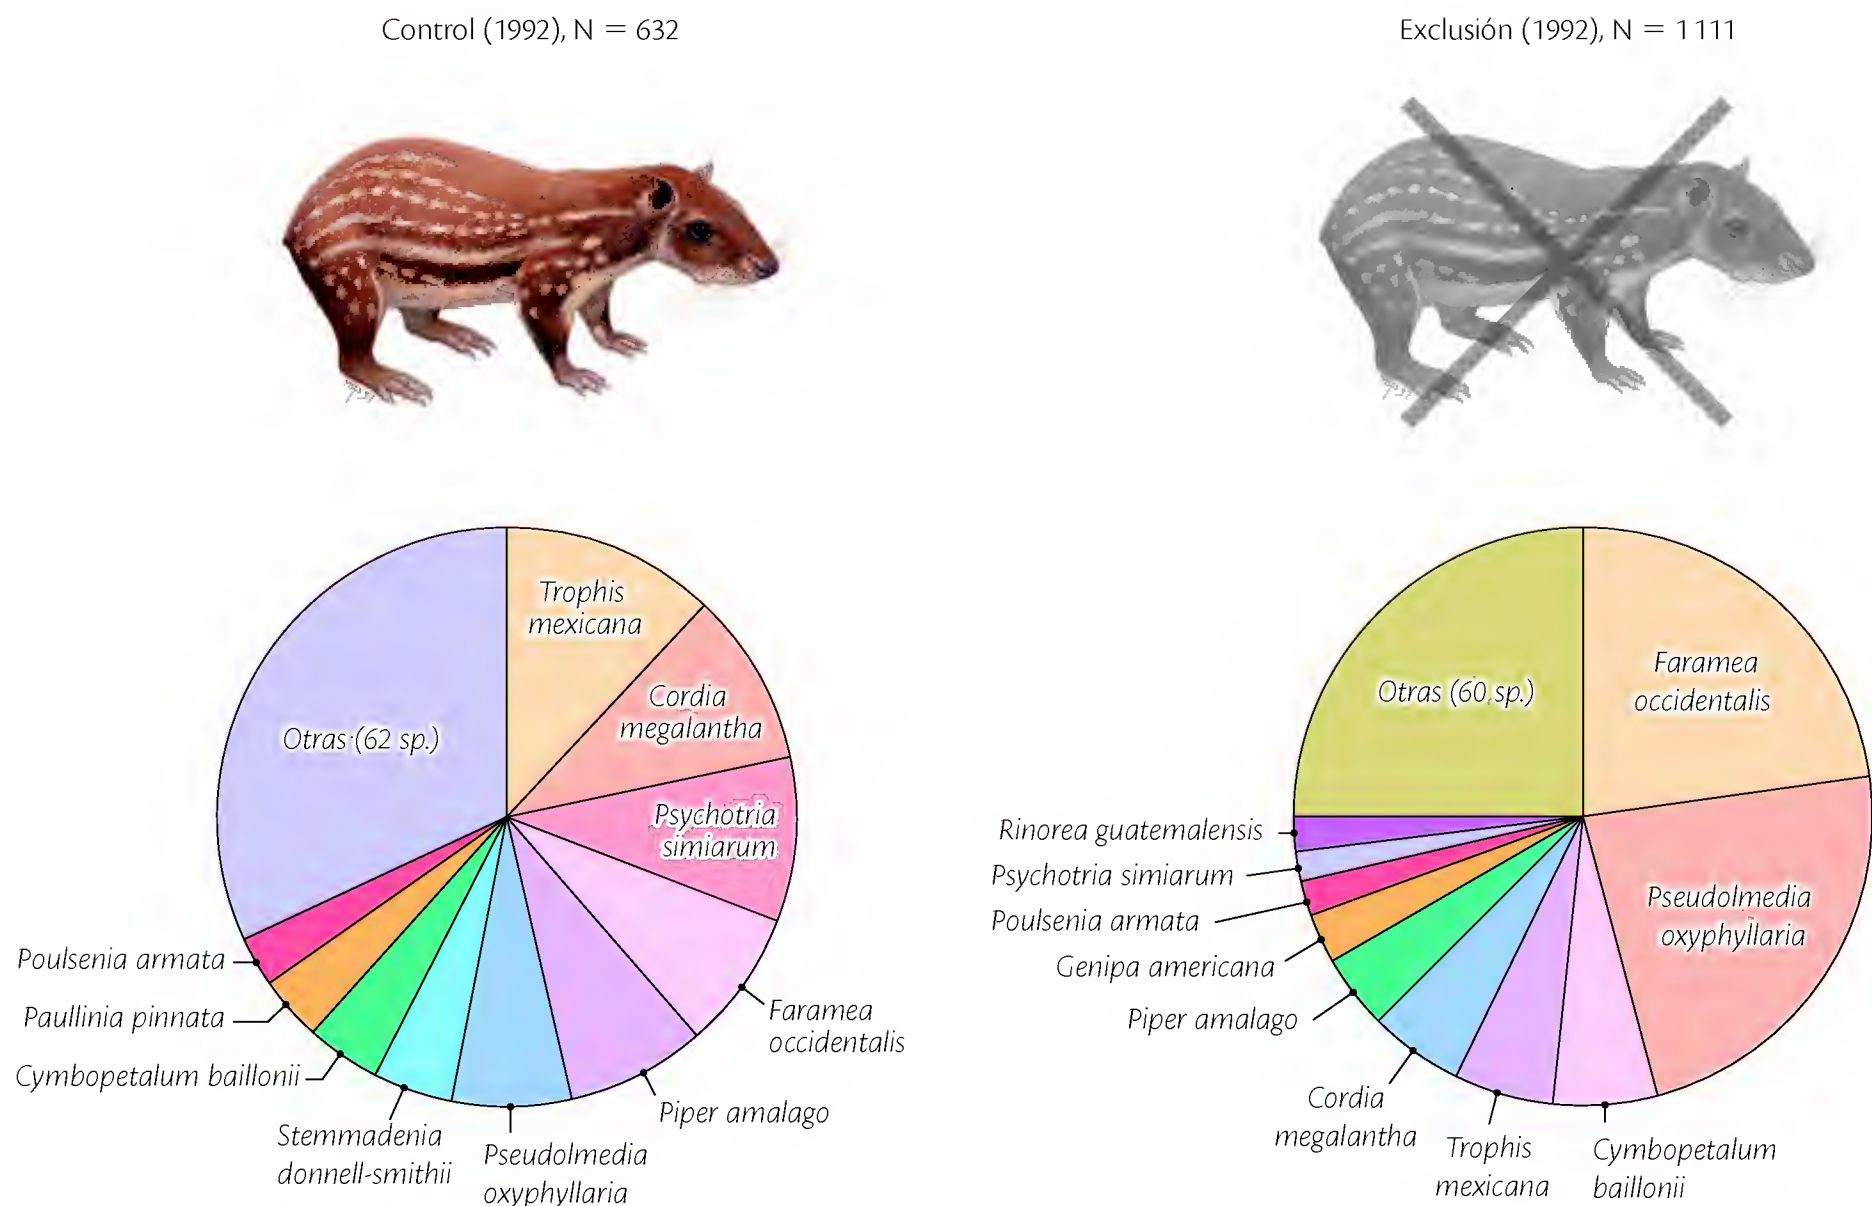 Control (1992), N = 632
Exclusión (1992), N = 1 111
Trophis
mexicana
Cordia
megalantha
Psychotria
simiarum
Otras (62 sp.)
Poulsenia armata
Paullinia pinnata
Cymbopetalum baillonii
Stemmadenia
donnell-smithii
Pseudolmedia
oxyphyllaria
Piper amalago
Faramea
occidentalis
Otras (60 sp.)
Faramea
occidentalis
Pseudolmedia
oxyphyllaria
Rinorea guatemalensis
Psychotria simiarum
Poulsenia armata
Genipa americana
Piper amalago
Cordia
megalantha
Trophis
mexicana
Cymbopetalum
baillonii